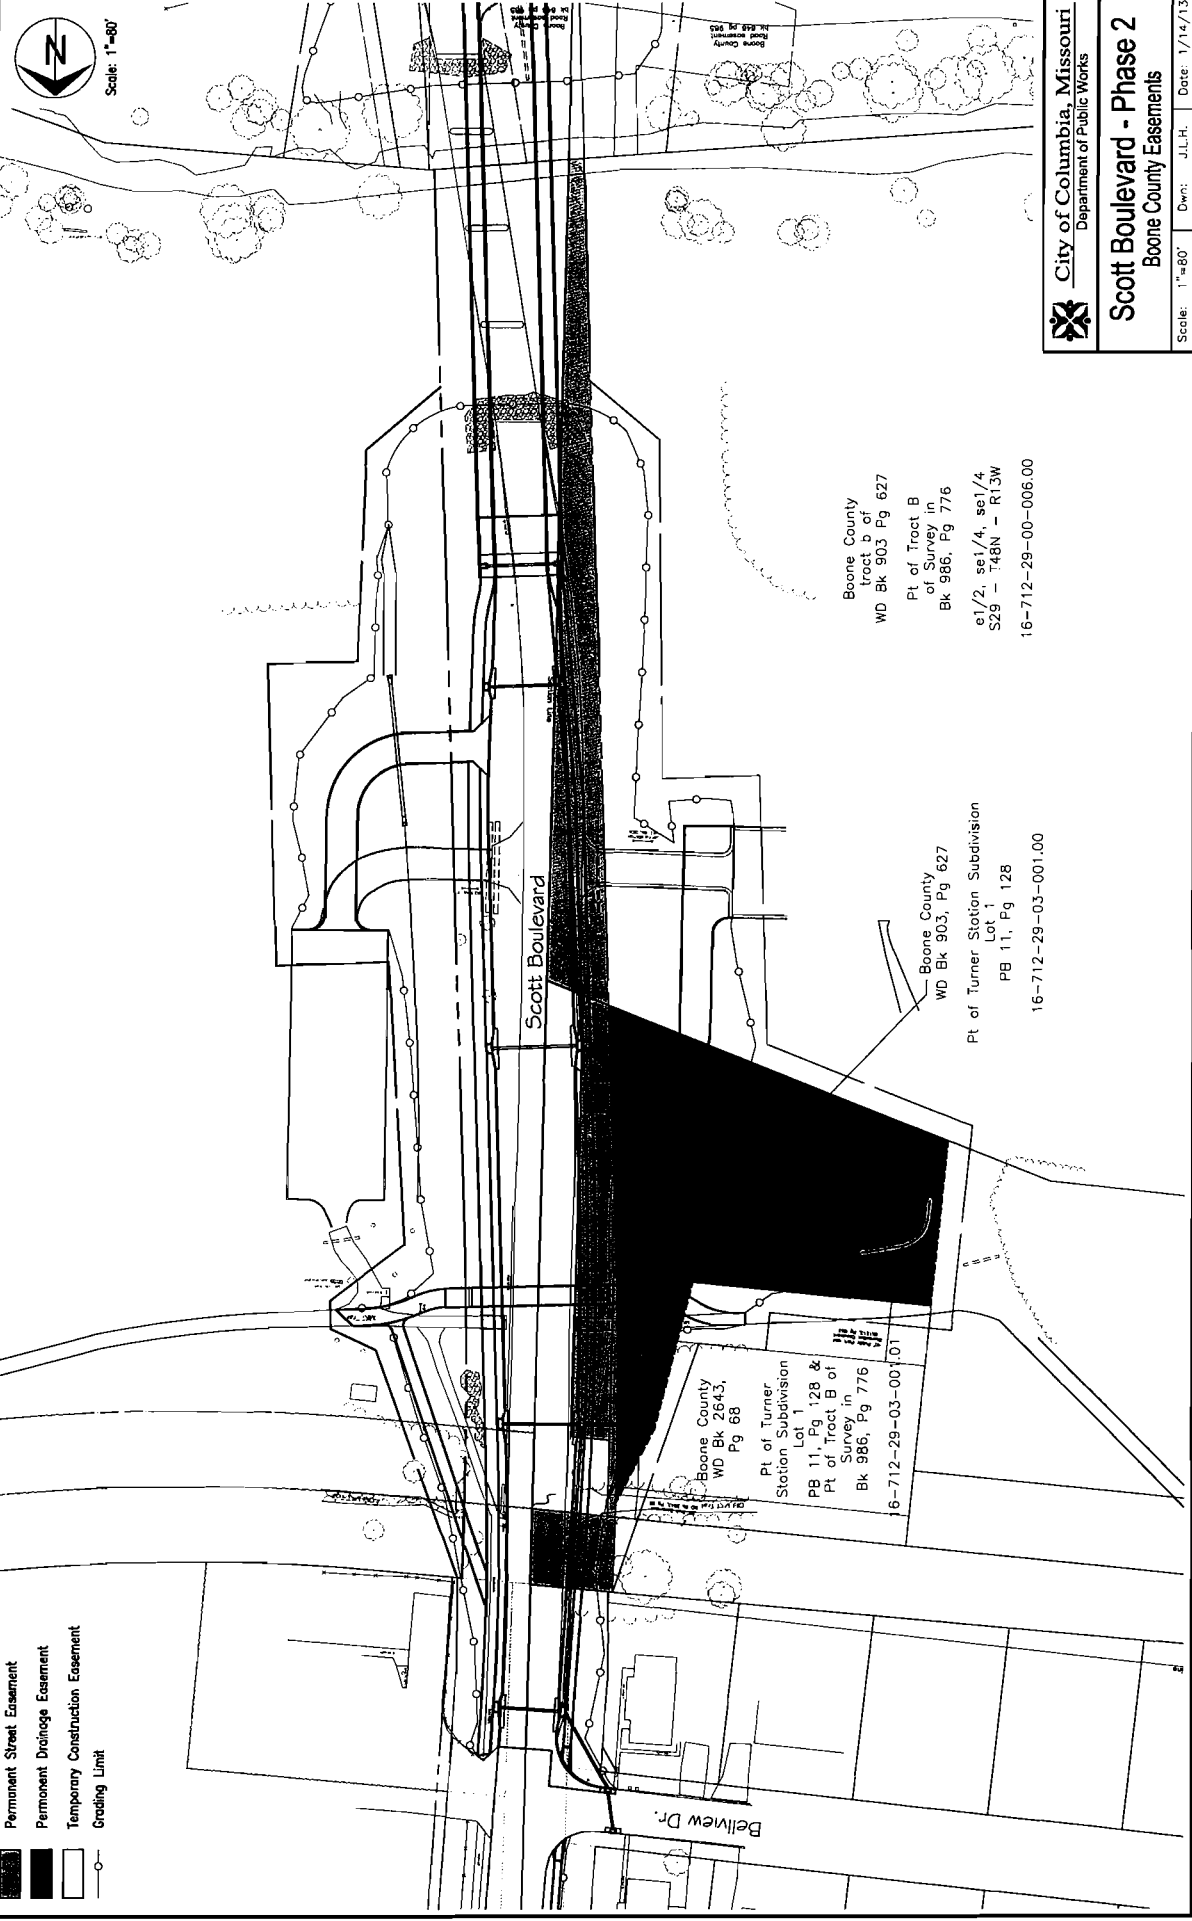 N
Scale: 1"=80'
Permanent Street Easement
Permanent Drainage Easement
Temporary Construction Easement
Grading Limit
Boone County
Road easement
bk 848 pg 985
Boone County
Road easement
Scott Boulevard
Section Line
Bellview Dr.
Boone County
tract b of
WD Bk 903 Pg 627
Pt of Tract B
of Survey in
Bk 986, Pg 776
e1/2, se1/4, se1/4
S29 - T48N - R13W
16-712-29-00-006.00
Boone County
WD Bk 903, Pg 627
Pt of Turner Station Subdivision
Lot 1
PB 11, Pg 128
16-712-29-03-001.00
Boone County
WD Bk 2643,
Pg 68
Pt of Turner
Station Subdivision
Lot 1
PB 11, Pg 128 &
Pt of Tract B of
Survey in
Bk 986, Pg 776
16-712-29-03-001.01
City of Columbia, Missouri
Department of Public Works
Scott Boulevard - Phase 2
Boone County Easements
Scale: 1"=80'
Dwn: J.L.H.
Date: 1/14/13